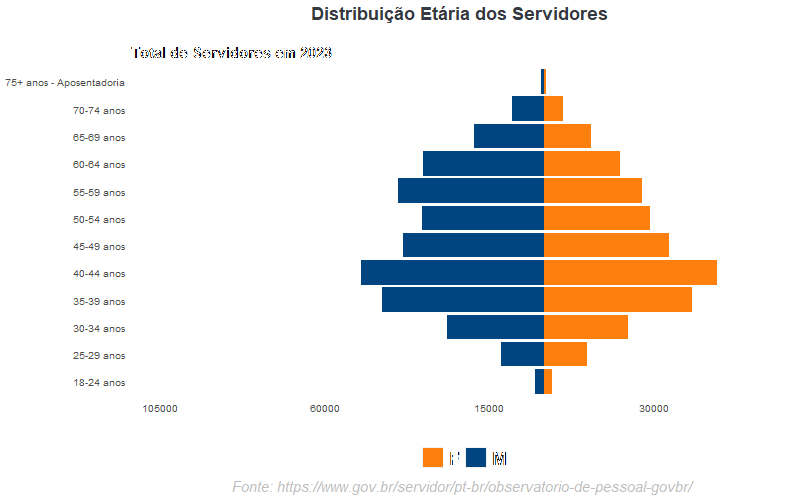 Distribuição Etária dos Servidores
Total de Servidores em 2023
75+ anos - Aposentadoria
70-74 anos
65-69 anos
60-64 anos
55-59 anos
50-54 anos
45-49 anos
40-44 anos
35-39 anos
30-34 anos
25-29 anos
18-24 anos
105000 60000 15000 30000
F M
Fonte: https://www.gov.br/servidor/pt-br/observatorio-de-pessoal-govbr/